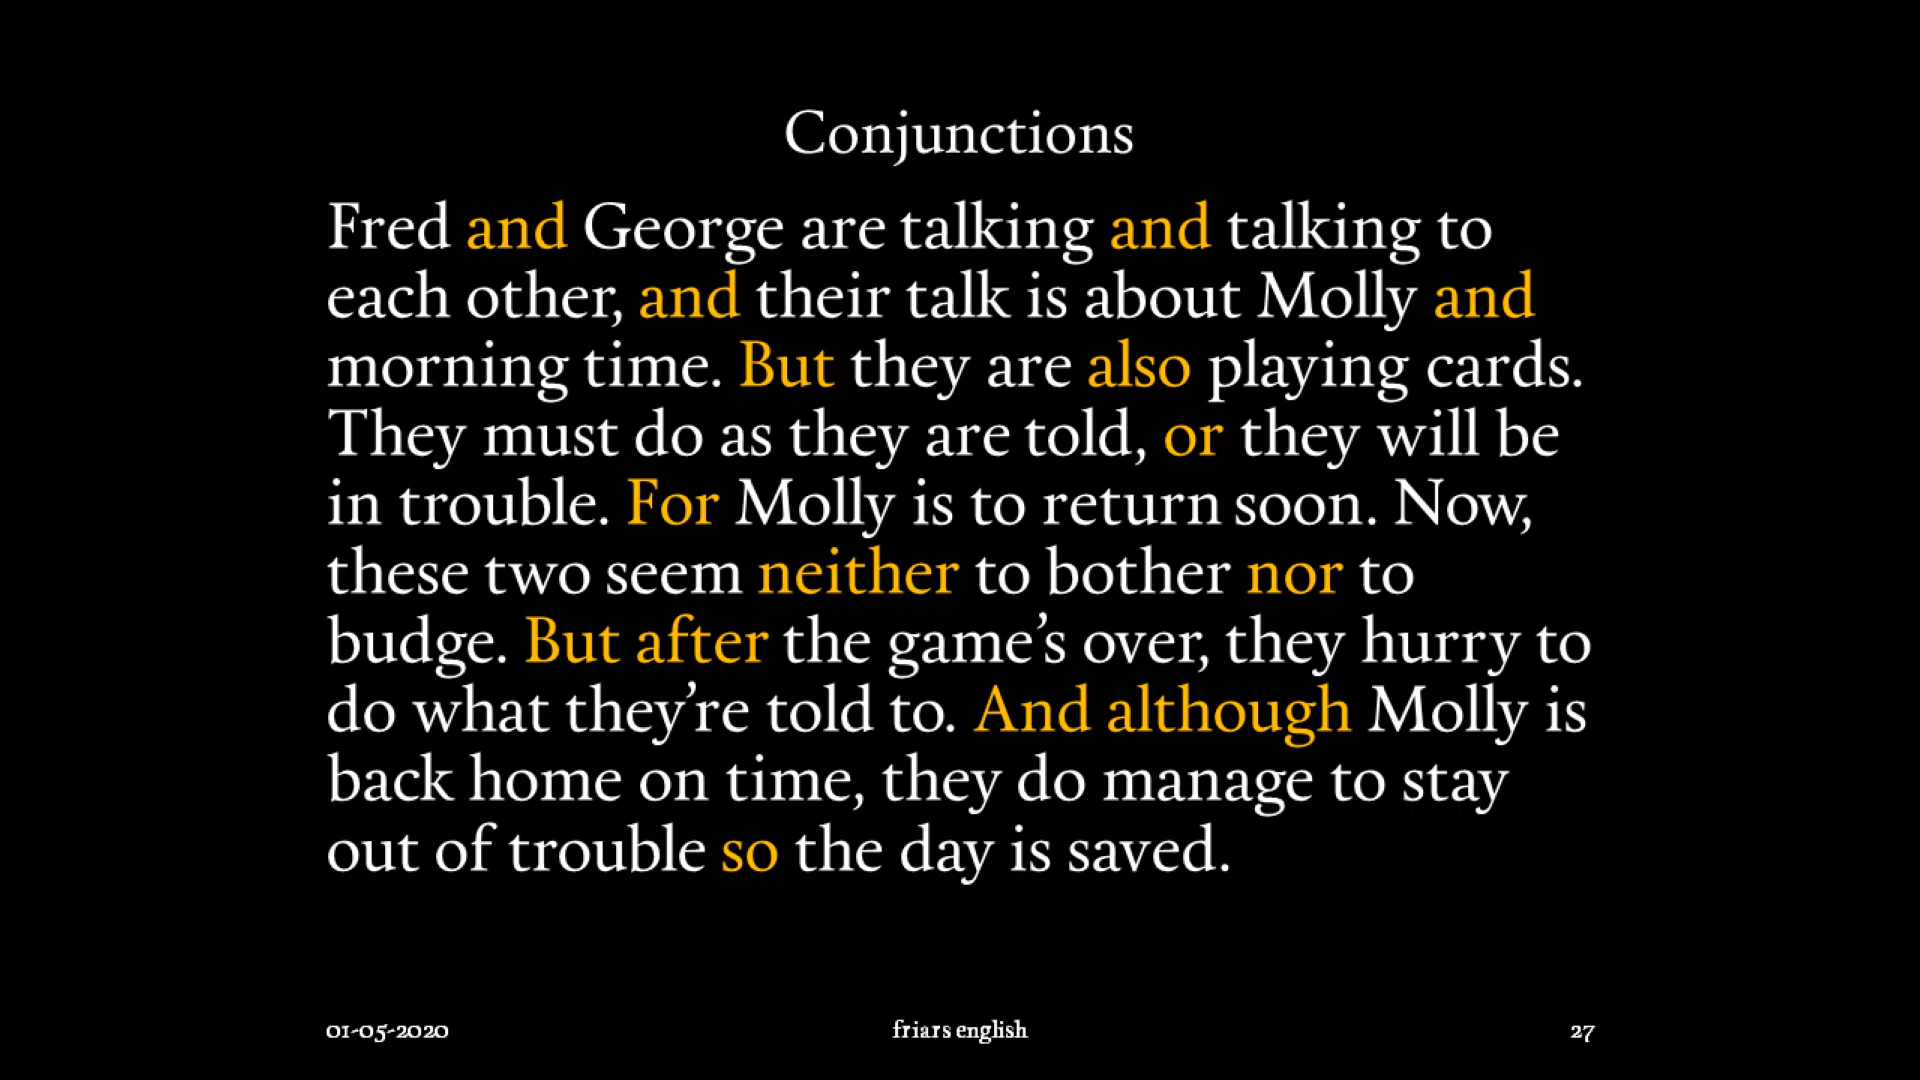 Conjunctions
Fred and George are talking and talking to
each other, and their talk is about Molly and
morning time. But they are also playing cards.
They must do as they are told, or they will be
in trouble. For Molly is to return soon. Now,
these two seem neither to bother nor to
budge. But after the game’s over, they hurry to
do what they’re told to. And although Molly is
back home on time, they do manage to stay
out of trouble so the day is saved.
01-05-2020
friars english
27